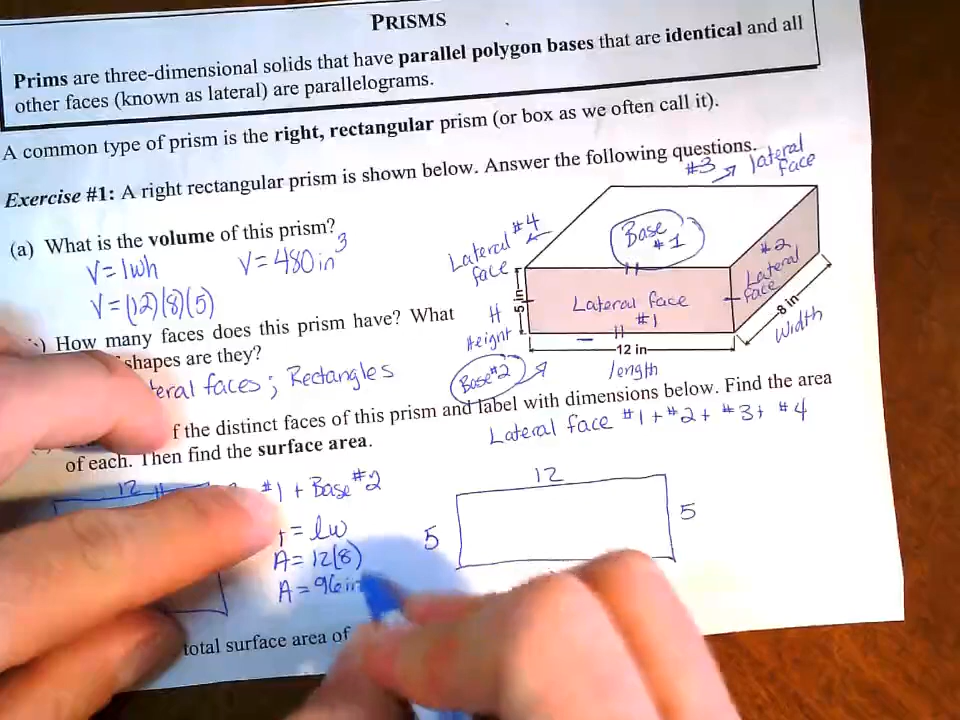 PRISMS
Prims are three-dimensional solids that have parallel polygon bases that are identical and all
other faces (known as lateral) are parallelograms.
A common type of prism is the right, rectangular prism (or box as we often call it).
Exercise #1: A right rectangular prism is shown below. Answer the following questions.
#3 lateral face
(a) What is the volume of this prism?
V = lwh
V = 480 in³
V = (12)(8)(5)
Lateral #4
face
Base
#1
#2
Lateral
face
Lateral face
#1
5 in
H
Height
8 in
Width
12 in
length
Base #2
) How many faces does this prism have? What
shapes are they?
eral faces; Rectangles
f the distinct faces of this prism and label with dimensions below. Find the area
of each. Then find the surface area.
Lateral face #1 + #2 + #3 + #4
12
#1 + Base #2
= lw
A = 12(8)
A = 96 in
12
5
5
total surface area of